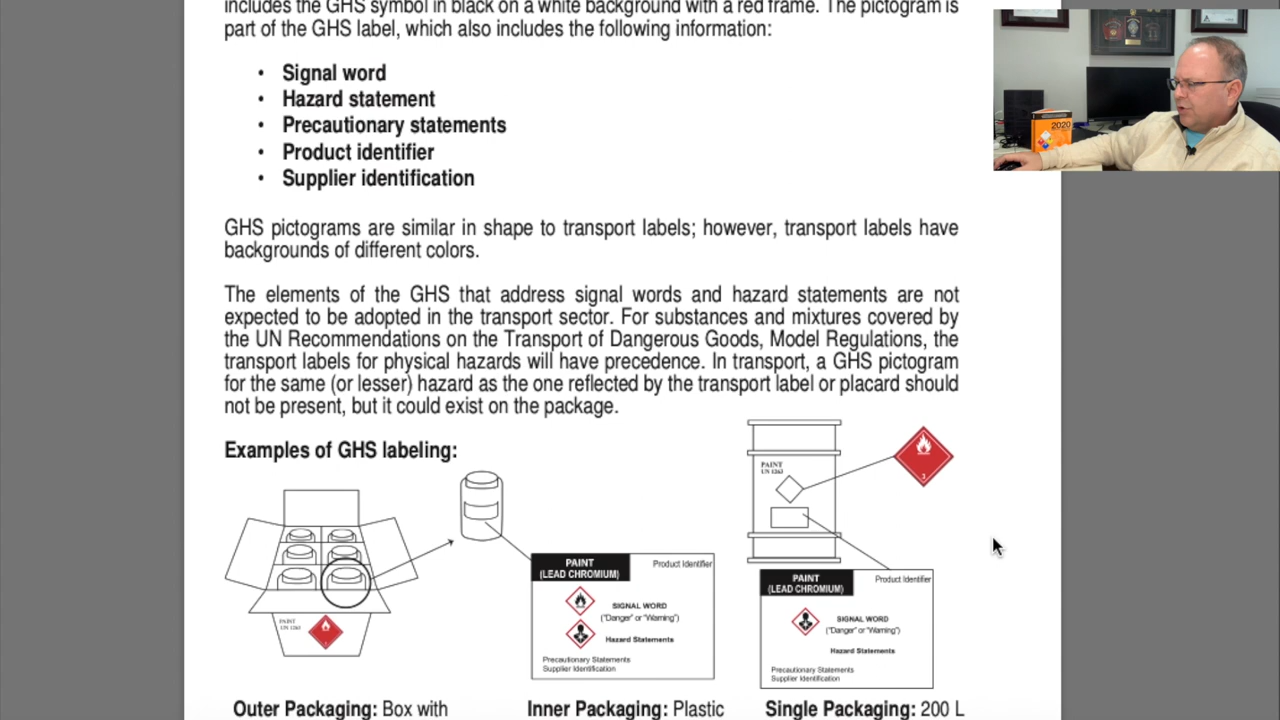 includes the GHS symbol in black on a white background with a red frame. The pictogram is
part of the GHS label, which also includes the following information:
• Signal word
• Hazard statement
• Precautionary statements
• Product identifier
• Supplier identification
2020
GHS pictograms are similar in shape to transport labels; however, transport labels have
backgrounds of different colors.
The elements of the GHS that address signal words and hazard statements are not
expected to be adopted in the transport sector. For substances and mixtures covered by
the UN Recommendations on the Transport of Dangerous Goods, Model Regulations, the
transport labels for physical hazards will have precedence. In transport, a GHS pictogram
for the same (or lesser) hazard as the one reflected by the transport label or placard should
not be present, but it could exist on the package.
Examples of GHS labeling:
PAINT
UN 1263
PAINT
(LEAD CHROMIUM)
Product Identifier
SIGNAL WORD
("Danger" or "Warning")
Hazard Statements
Precautionary Statements
Supplier Identification
PAINT
UN 1263
3
PAINT
(LEAD CHROMIUM)
Product Identifier
SIGNAL WORD
("Danger" or "Warning")
Hazard Statements
Precautionary Statements
Supplier Identification
Outer Packaging: Box with
Inner Packaging: Plastic
Single Packaging: 200 L